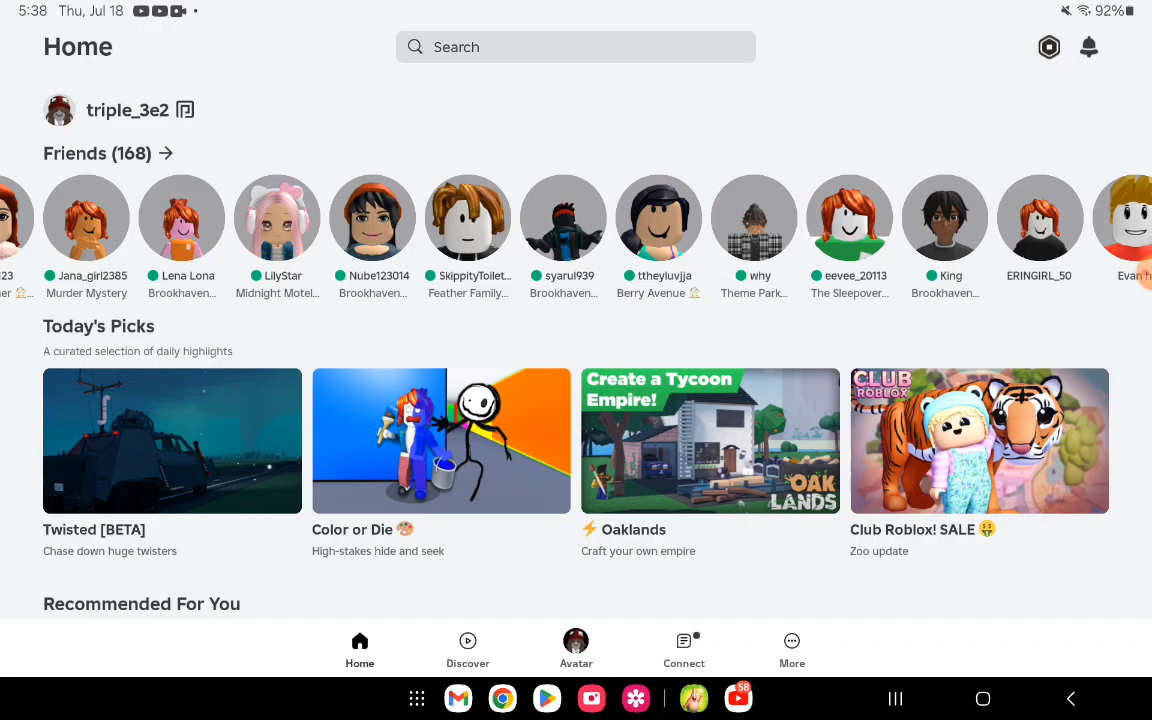 5:38 Thu, Jul 18
92%
Home
Search
triple_3e2
Friends (168) →
123
Jana_girl2385
Lena Lona
LilyStar
Nube123014
SkippityToilet...
syarul939
ttheyluvjja
why
eevee_20113
King
ERINGIRL_50
Evan h
er 🏠...
Murder Mystery
Brookhaven...
Midnight Motel...
Brookhaven...
Feather Family...
Brookhaven...
Berry Avenue 🏠
Theme Park...
The Sleepover...
Brookhaven...
Today's Picks
A curated selection of daily highlights
Create a Tycoon
Empire!
OAK
LANDS
CLUB
ROBLOX
Twisted [BETA]
Chase down huge twisters
Color or Die 🎨
High-stakes hide and seek
⚡ Oaklands
Craft your own empire
Club Roblox! SALE 🤑
Zoo update
Recommended For You
Home
Discover
Avatar
Connect
More
58